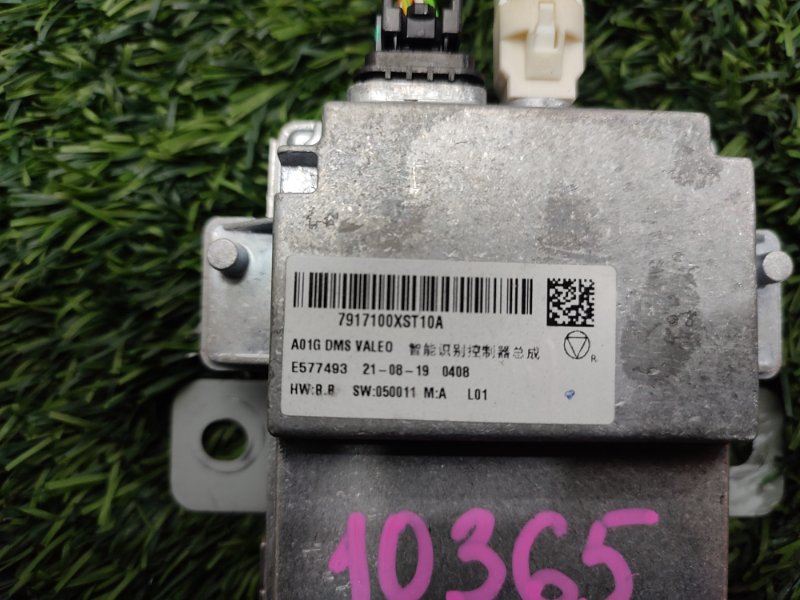 7917100XST10A
A01G DMS VALEO 智能识别控制器总成
R.
E577493 21-08-19 0408
HW:B.B SW:050011 M:A L01
10365